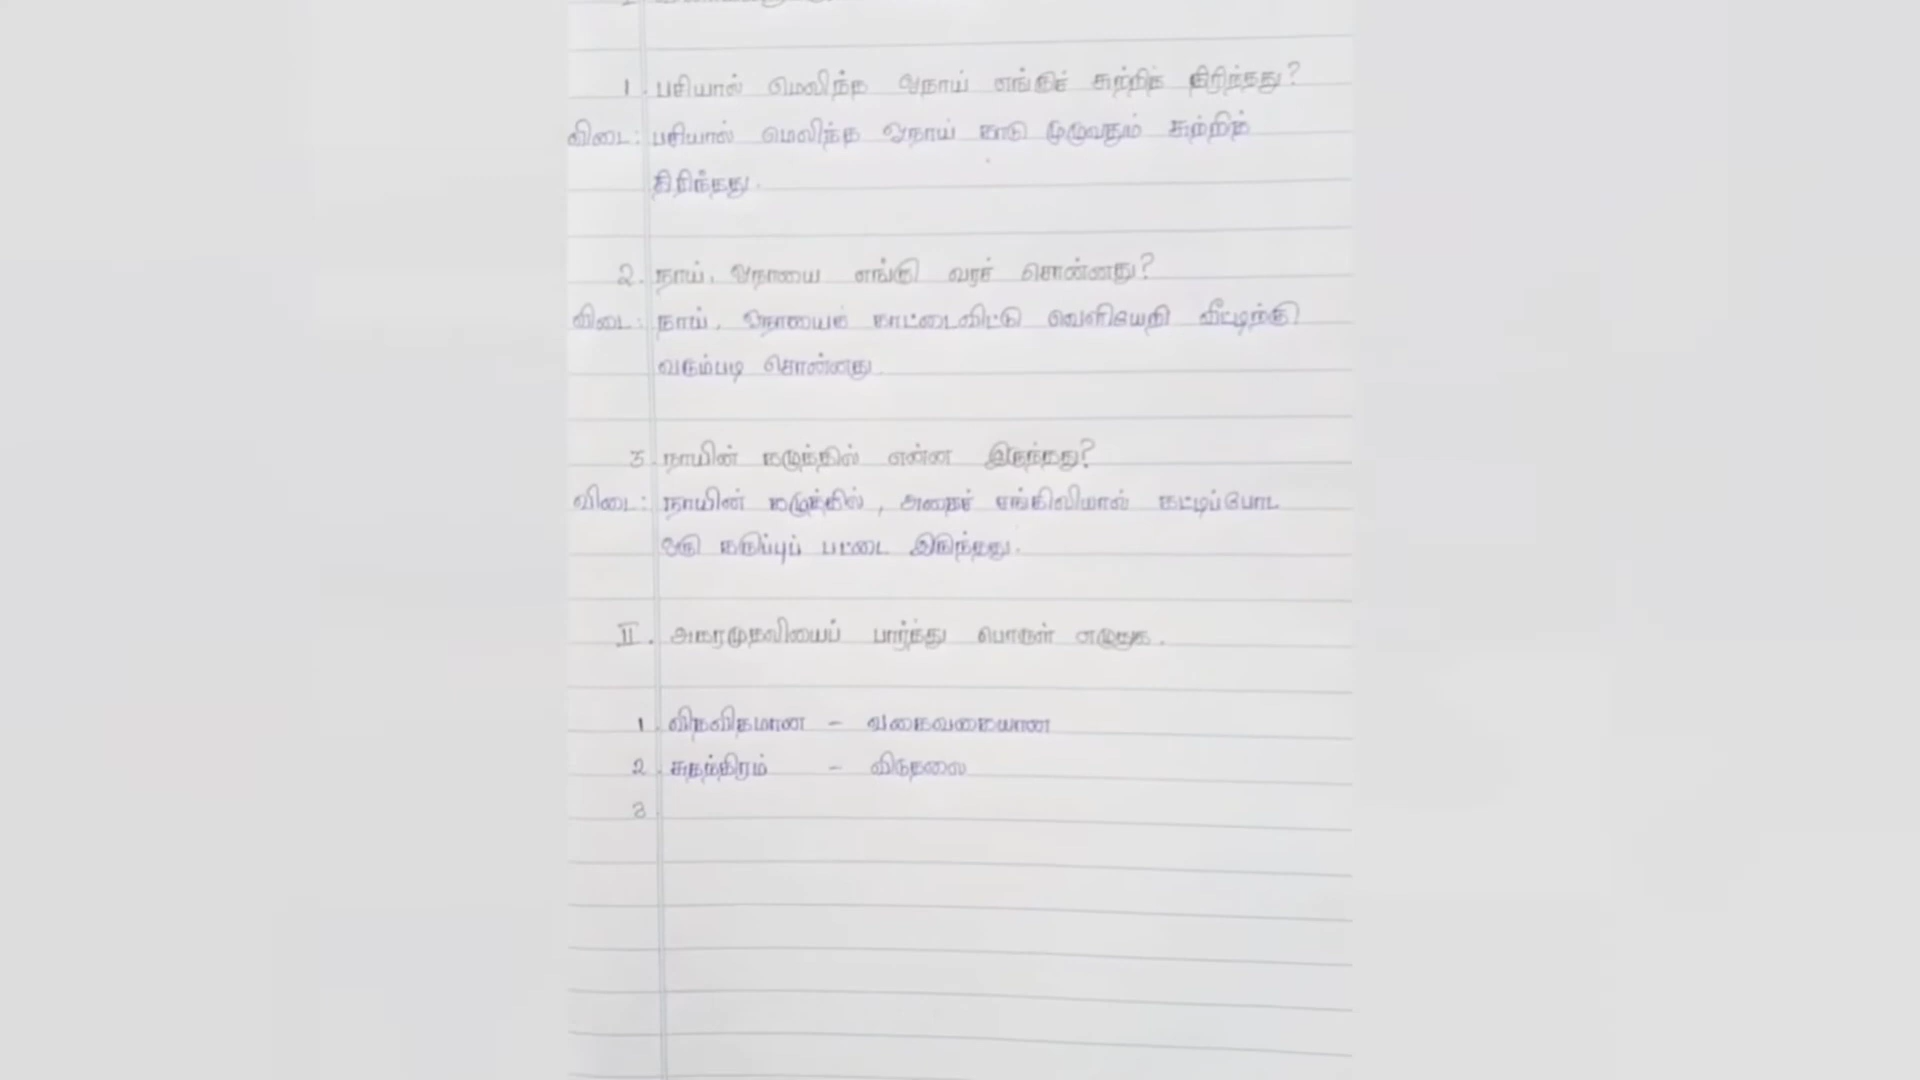 1. பசியால் மெலிந்த ஓநாய் எங்குச் சுற்றித் திரிந்தது?
விடை: பசியால் மெலிந்த ஓநாய் காடு முழுவதும் சுற்றித்
திரிந்தது.
2. நாய், ஓநாயை எங்கு வரச் சொன்னது?
விடை: நாய், ஓநாயைக் காட்டைவிட்டு வெளியேறி வீட்டிற்கு
வரும்படி சொன்னது.
3. நாயின் கழுத்தில் என்ன இருந்தது?
விடை: நாயின் கழுத்தில், அதைச் சங்கிலியால் கட்டிப்போட
ஒரு கழுப்புப் பட்டை இருந்தது.
II. அகரமுதலியைப் பார்த்து பொருள் எழுதுக.
1. விதவிதமான - வகைவகையான
2. சுதந்திரம் - விடுதலை
3.